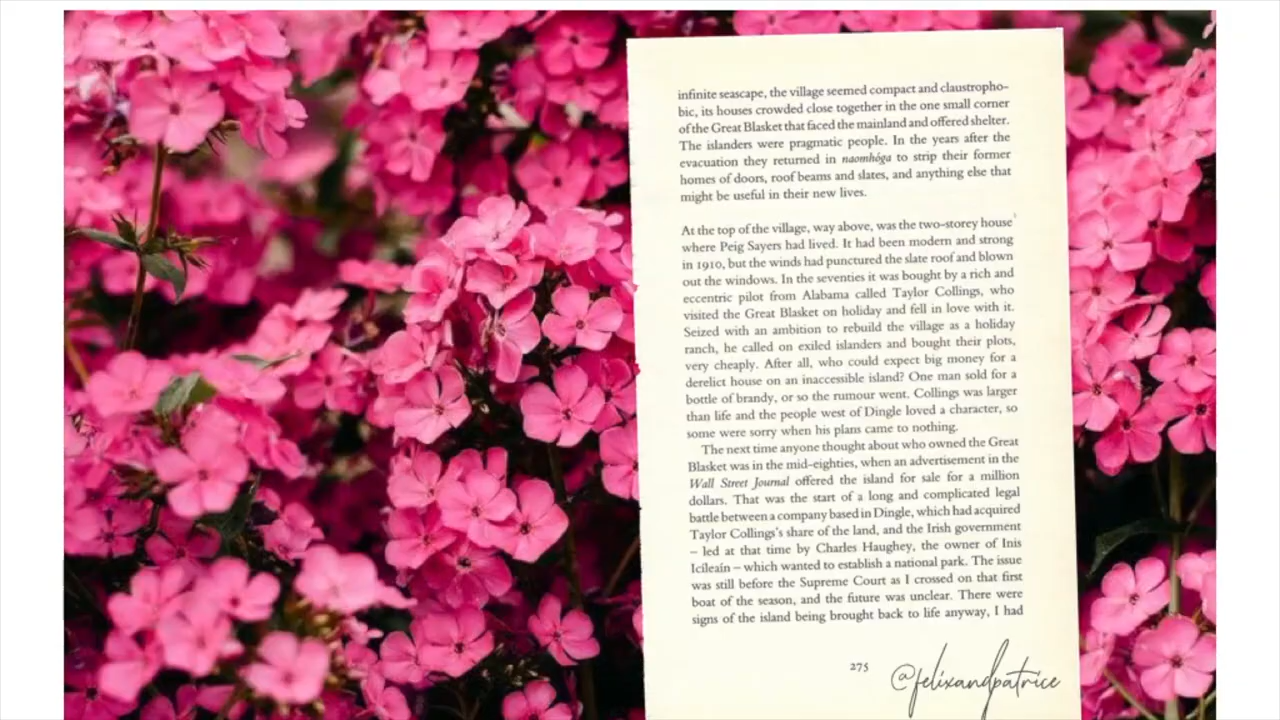 infinite seascape, the village seemed compact and claustropho-
bic, its houses crowded close together in the one small corner
of the Great Blasket that faced the mainland and offered shelter.
The islanders were pragmatic people. In the years after the
evacuation they returned in naomhóga to strip their former
homes of doors, roof beams and slates, and anything else that
might be useful in their new lives.
At the top of the village, way above, was the two-storey house
where Peig Sayers had lived. It had been modern and strong
in 1910, but the winds had punctured the slate roof and blown
out the windows. In the seventies it was bought by a rich and
eccentric pilot from Alabama called Taylor Collings, who
visited the Great Blasket on holiday and fell in love with it.
Seized with an ambition to rebuild the village as a holiday
ranch, he called on exiled islanders and bought their plots,
very cheaply. After all, who could expect big money for a
derelict house on an inaccessible island? One man sold for a
bottle of brandy, or so the rumour went. Collings was larger
than life and the people west of Dingle loved a character, so
some were sorry when his plans came to nothing.
The next time anyone thought about who owned the Great
Blasket was in the mid-eighties, when an advertisement in the
Wall Street Journal offered the island for sale for a million
dollars. That was the start of a long and complicated legal
battle between a company based in Dingle, which had acquired
Taylor Collings's share of the land, and the Irish government
– led at that time by Charles Haughey, the owner of Inis
Icileaín – which wanted to establish a national park. The issue
was still before the Supreme Court as I crossed on that first
boat of the season, and the future was unclear. There were
signs of the island being brought back to life anyway, I had
275
@felixandpatrice